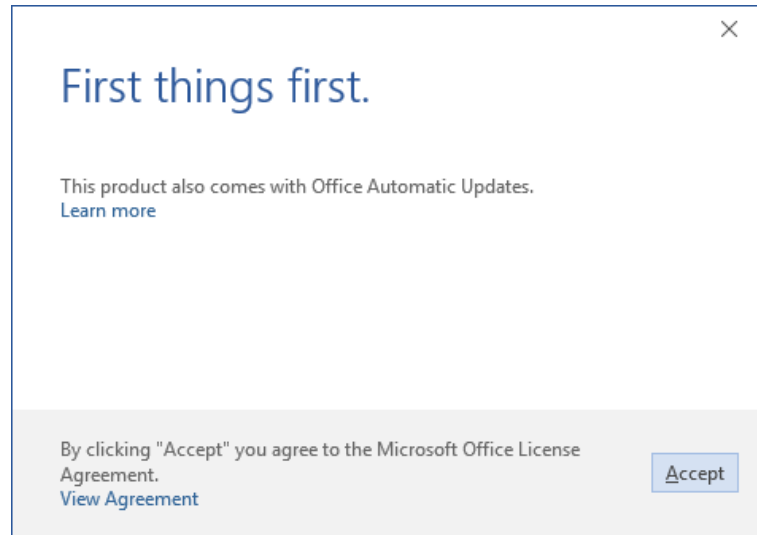 First things first.
This product also comes with Office Automatic Updates.
Learn more
By clicking "Accept" you agree to the Microsoft Office License
Agreement.
View Agreement
Accept